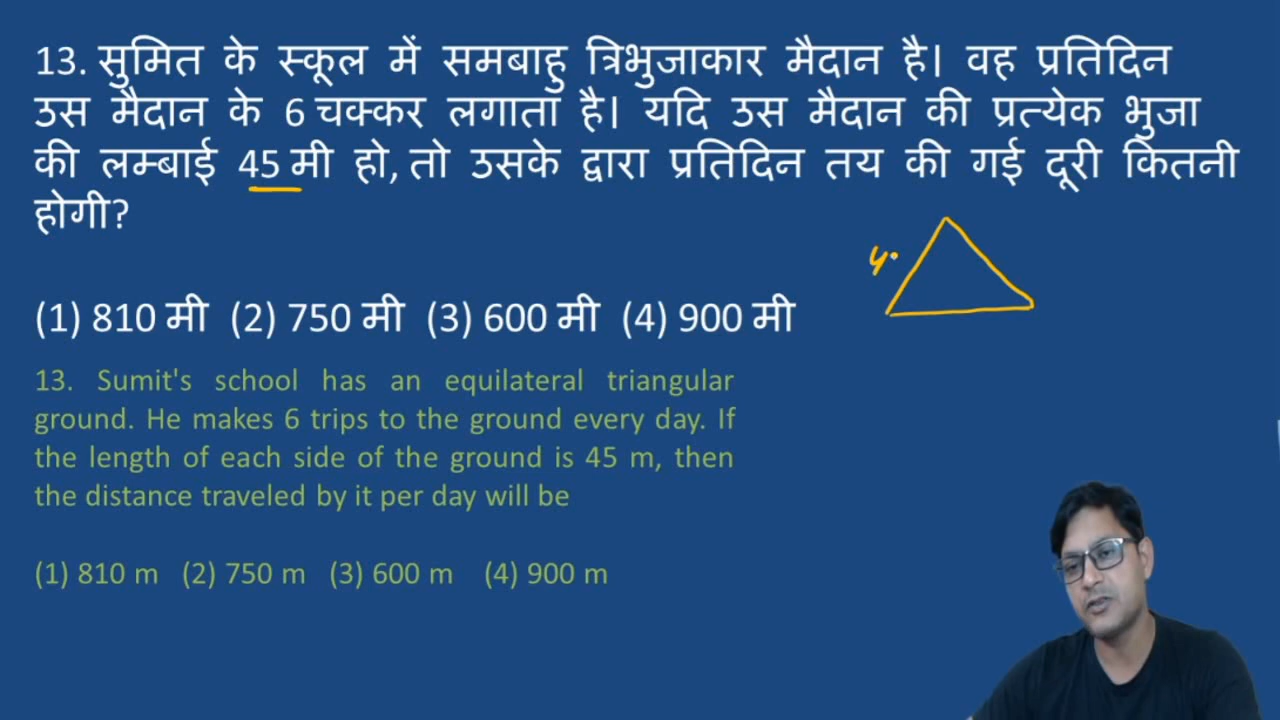 13. सुमित के स्कूल में समबाहु त्रिभुजाकार मैदान है। वह प्रतिदिन
उस मैदान के 6 चक्कर लगाता है। यदि उस मैदान की प्रत्येक भुजा
की लम्बाई 45 मी हो, तो उसके द्वारा प्रतिदिन तय की गई दूरी कितनी
होगी?
(1) 810 मी (2) 750 मी (3) 600 मी (4) 900 मी
13. Sumit's school has an equilateral triangular
ground. He makes 6 trips to the ground every day. If
the length of each side of the ground is 45 m, then
the distance traveled by it per day will be
(1) 810 m (2) 750 m (3) 600 m (4) 900 m